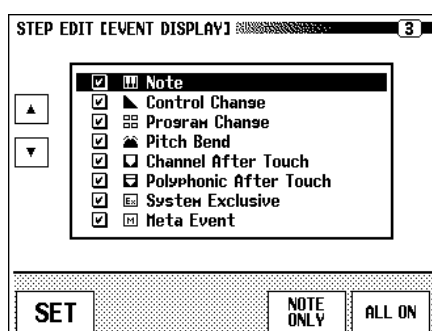 STEP EDIT [EVENT DISPLAY] 3
Note
Control Change
Program Change
Pitch Bend
Channel After Touch
Polyphonic After Touch
Ex System Exclusive
M Meta Event
SET
NOTE ONLY
ALL ON